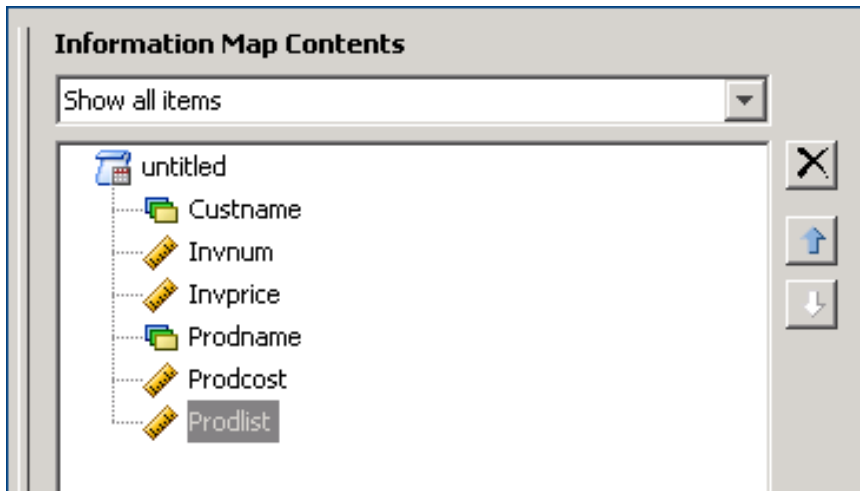 Information Map Contents
Show all items
untitled
Custname
Invnum
Invprice
Prodname
Prodcost
Prodlist